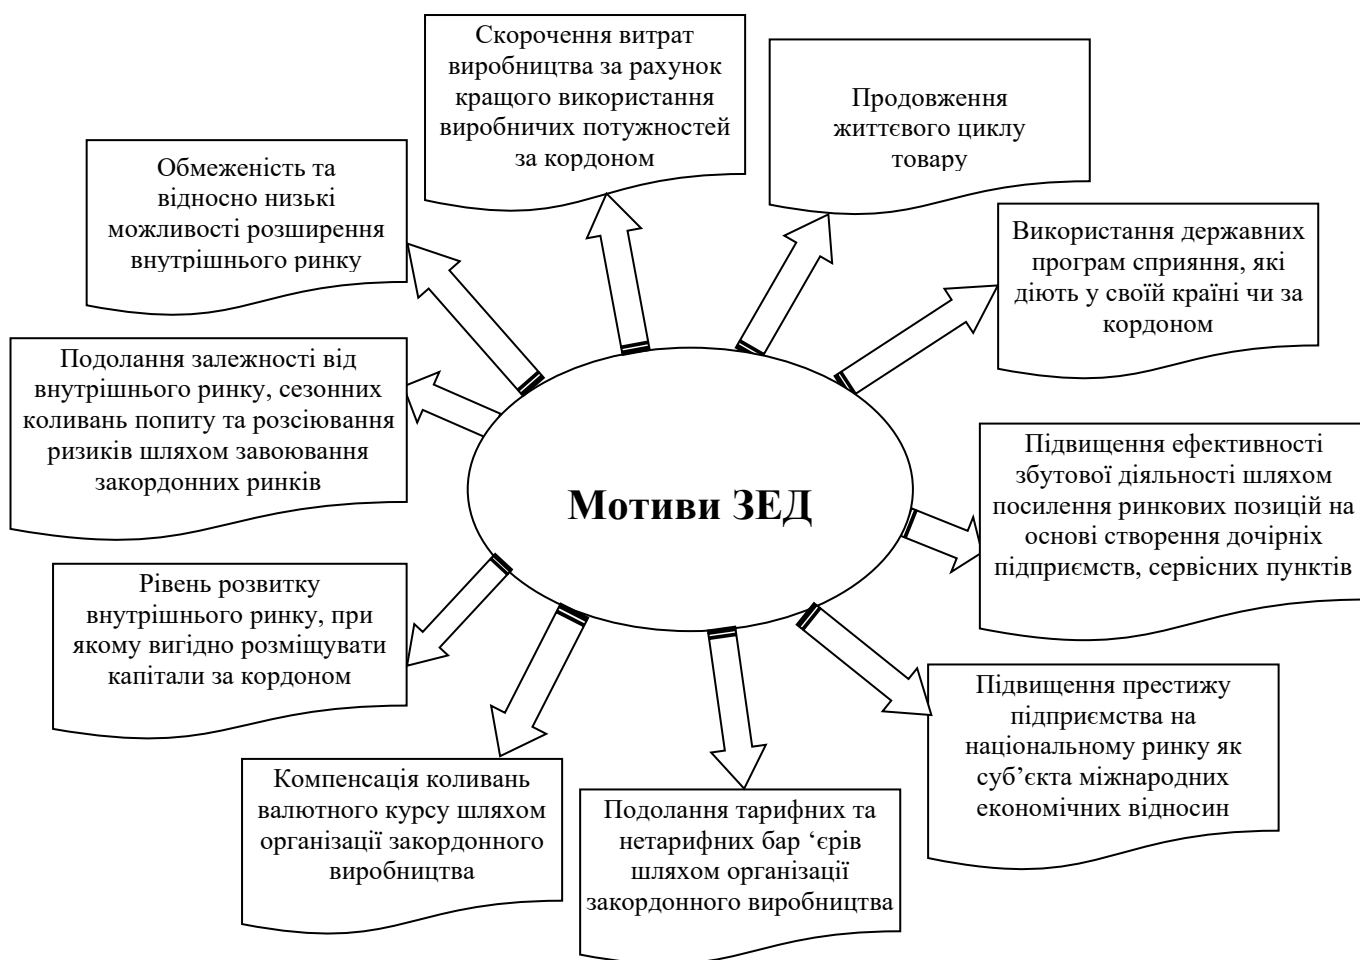 Скорочення витрат
виробництва за рахунок
кращого використання
виробничих потужностей
за кордоном
Продовження
життєвого циклу
товару
Обмеженість та
відносно низькі
можливості розширення
внутрішнього ринку
Використання державних
програм сприяння, які
діють у своїй країні чи за
кордоном
Подолання залежності від
внутрішнього ринку, сезонних
коливань попиту та розсіювання
ризиків шляхом завоювання
закордонних ринків
Підвищення ефективності
збутової діяльності шляхом
посилення ринкових позицій на
основі створення дочірніх
підприємств, сервісних пунктів
Мотиви ЗЕД
Рівень розвитку
внутрішнього ринку, при
якому вигідно розміщувати
капітали за кордоном
Підвищення престижу
підприємства на
національному ринку як
суб’єкта міжнародних
економічних відносин
Компенсація коливань
валютного курсу шляхом
організації закордонного
виробництва
Подолання тарифних та
нетарифних бар ‘єрів
шляхом організації
закордонного виробництва